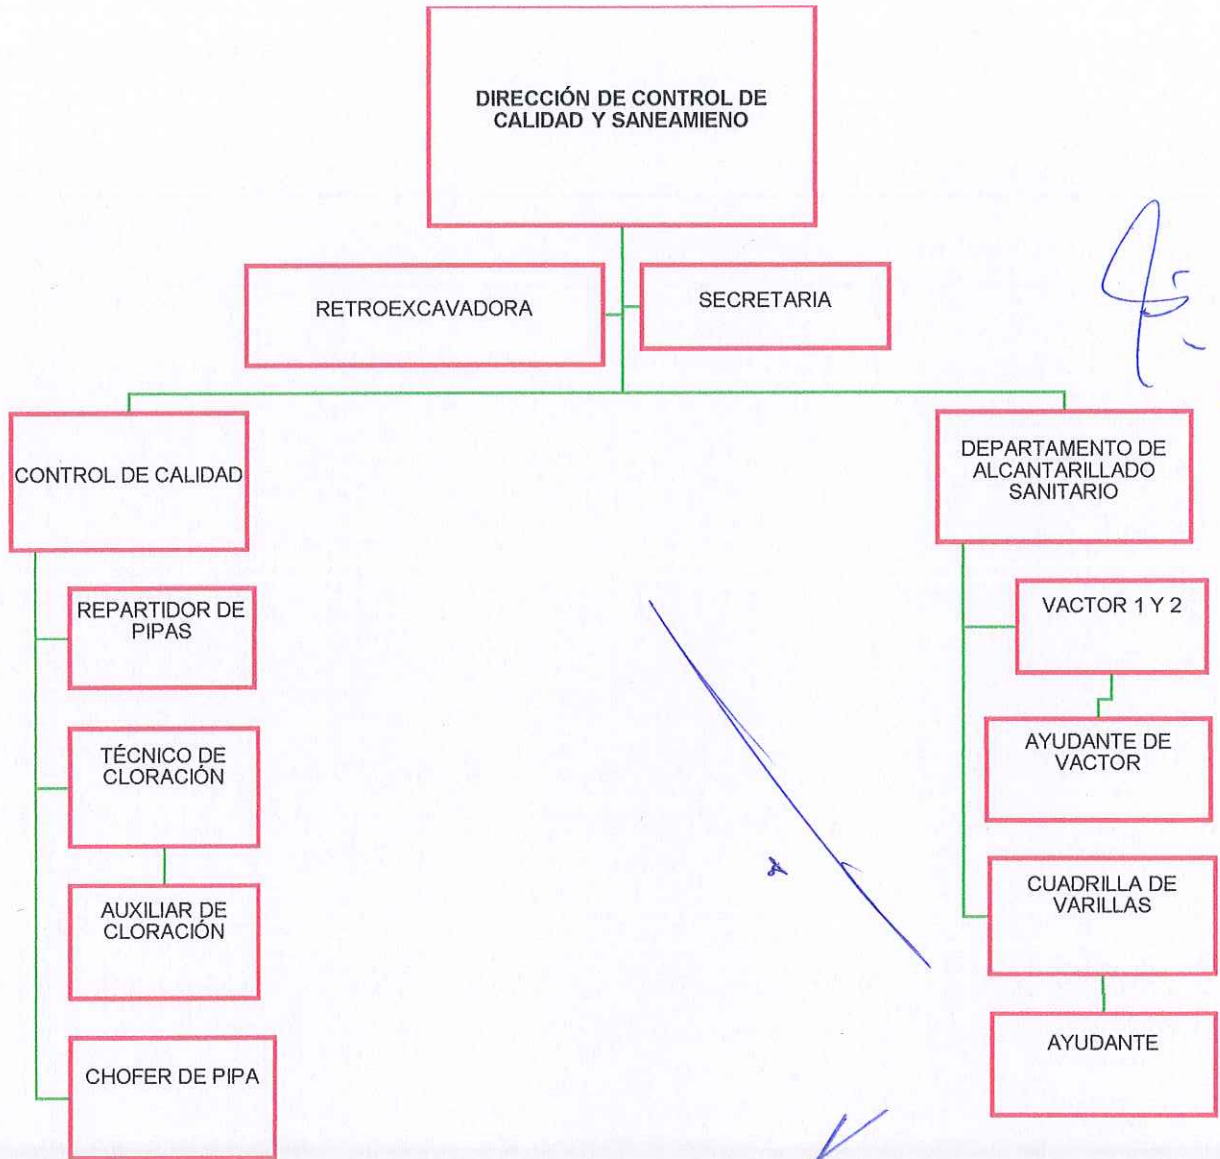 DIRECCIÓN DE CONTROL DE
CALIDAD Y SANEAMIENO
RETROEXCAVADORA
SECRETARIA
CONTROL DE CALIDAD
REPARTIDOR DE
PIPAS
TÉCNICO DE
CLORACIÓN
AUXILIAR DE
CLORACIÓN
CHOFER DE PIPA
DEPARTAMENTO DE
ALCANTARILLADO
SANITARIO
VACTOR 1 Y 2
AYUDANTE DE
VACTOR
CUADRILLA DE
VARILLAS
AYUDANTE